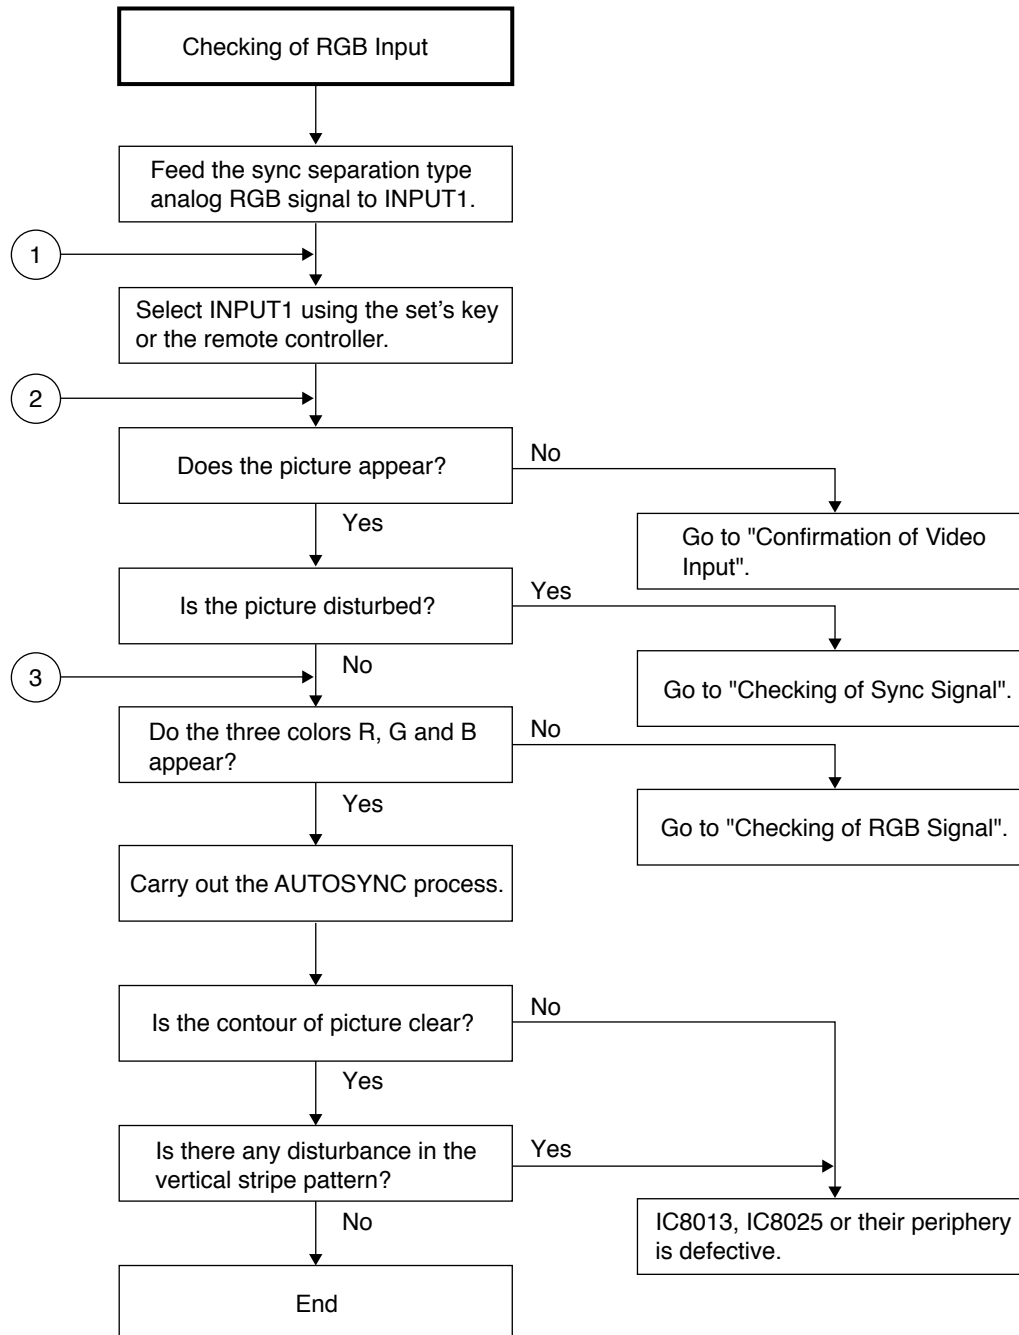 Checking of RGB Input
Feed the sync separation type
analog RGB signal to INPUT1.
1
Select INPUT1 using the set's key
or the remote controller.
2
Does the picture appear?
No
Yes
Go to "Confirmation of Video
Input".
Is the picture disturbed?
Yes
No
3
Go to "Checking of Sync Signal".
Do the three colors R, G and B
appear?
No
Yes
Go to "Checking of RGB Signal".
Carry out the AUTOSYNC process.
Is the contour of picture clear?
No
Yes
Is there any disturbance in the
vertical stripe pattern?
Yes
No
IC8013, IC8025 or their periphery
is defective.
End